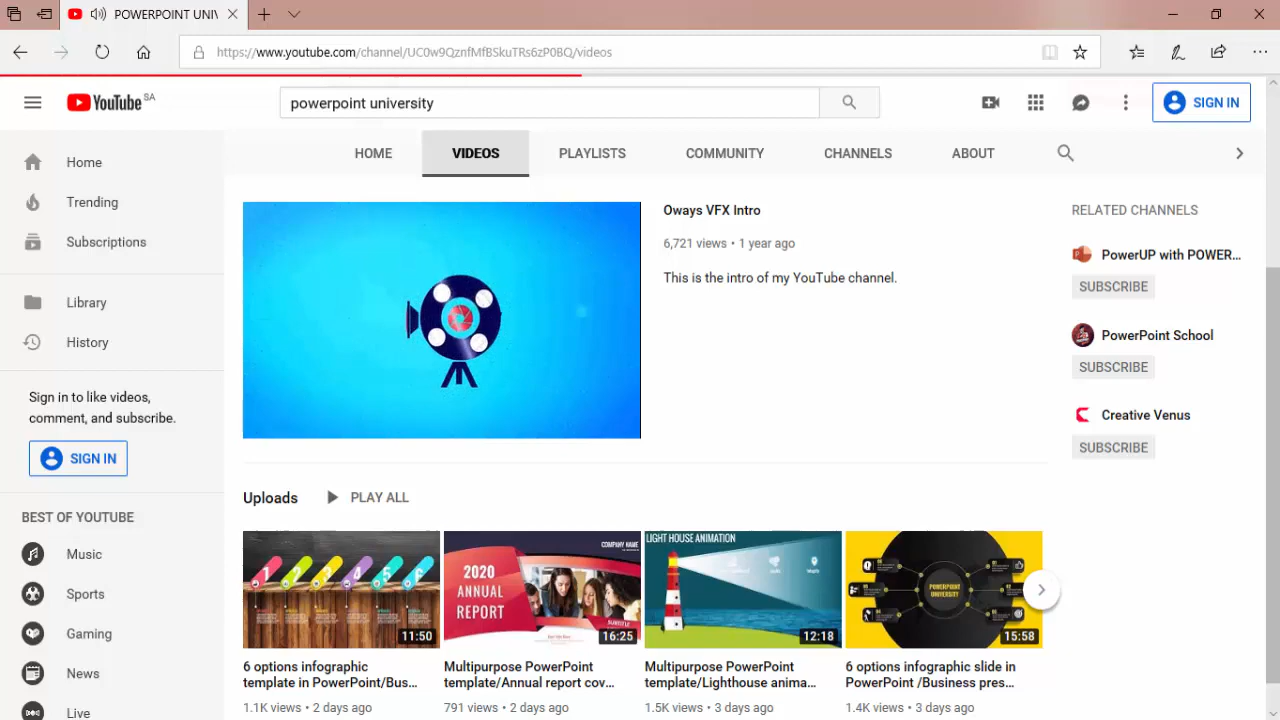 POWERPOINT UNIV
https://www.youtube.com/channel/UC0w9QznfMfBSkuTRs6zP0BQ/videos
YouTube SA
powerpoint university
SIGN IN
HOME
VIDEOS
PLAYLISTS
COMMUNITY
CHANNELS
ABOUT
Home
Trending
Subscriptions
Library
History
Sign in to like videos,
comment, and subscribe.
SIGN IN
BEST OF YOUTUBE
Music
Sports
Gaming
News
Live
Oways VFX Intro
6,721 views • 1 year ago
This is the intro of my YouTube channel.
RELATED CHANNELS
PowerUP with POWER...
SUBSCRIBE
PowerPoint School
SUBSCRIBE
Creative Venus
SUBSCRIBE
Uploads
PLAY ALL
1 2 3 4 5 6
11:50
6 options infographic
template in PowerPoint/Bus...
1.1K views • 2 days ago
COMPANY NAME
2020
ANNUAL
REPORT
SUBTITLE
16:25
Multipurpose PowerPoint
template/Annual report cov...
791 views • 2 days ago
LIGHT HOUSE ANIMATION
12:18
Multipurpose PowerPoint
template/Lighthouse anima...
1.5K views • 3 days ago
POWERPOINT
UNIVERSITY
15:58
6 options infographic slide in
PowerPoint /Business pres...
1.4K views • 3 days ago